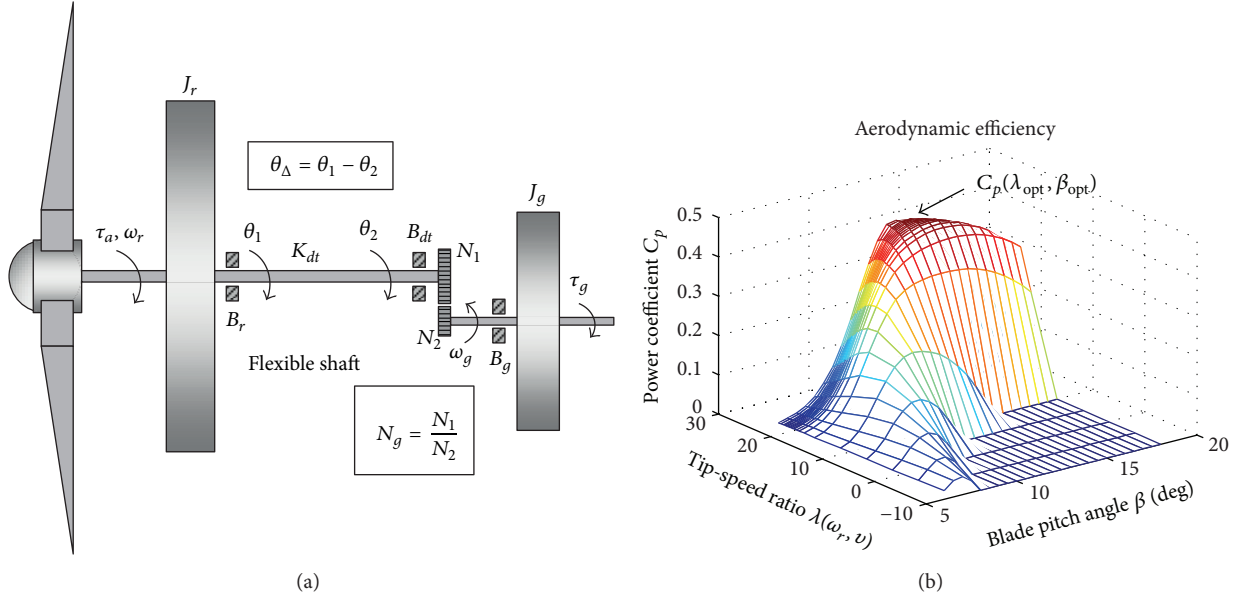 J_r
θ_Δ = θ_1 − θ_2
J_g
τ_a, ω_r
θ_1
K_dt
θ_2
B_dt
N_1
τ_g
B_r
N_2
ω_g
B_g
Flexible shaft
N_g = N_1/N_2
(a)
Aerodynamic efficiency
C_p(λ_opt, β_opt)
Power coefficient C_p
0.5
0.4
0.3
0.2
0.1
0
30
20
10
0
−10
Tip-speed ratio λ(ω_r, υ)
5
10
15
20
Blade pitch angle β (deg)
(b)